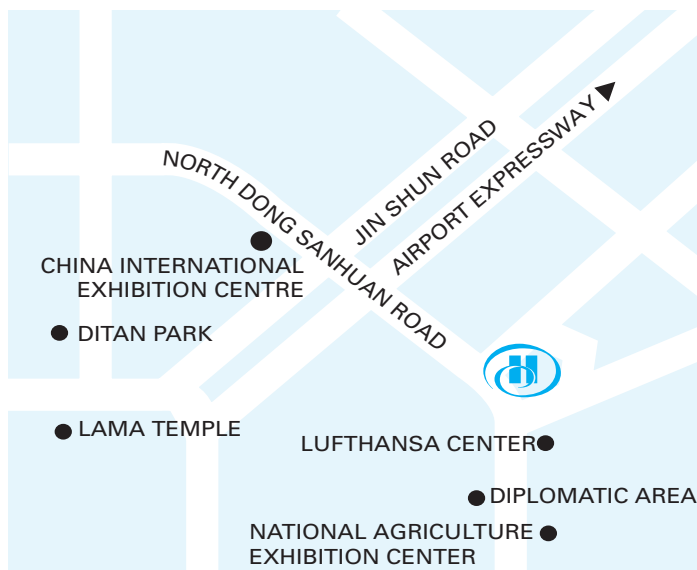 NORTH DONG SANHUAN ROAD
JIN SHUN ROAD
AIRPORT EXPRESSWAY
CHINA INTERNATIONAL
EXHIBITION CENTRE
DITAN PARK
LAMA TEMPLE
H
LUFTHANSA CENTER
DIPLOMATIC AREA
NATIONAL AGRICULTURE
EXHIBITION CENTER